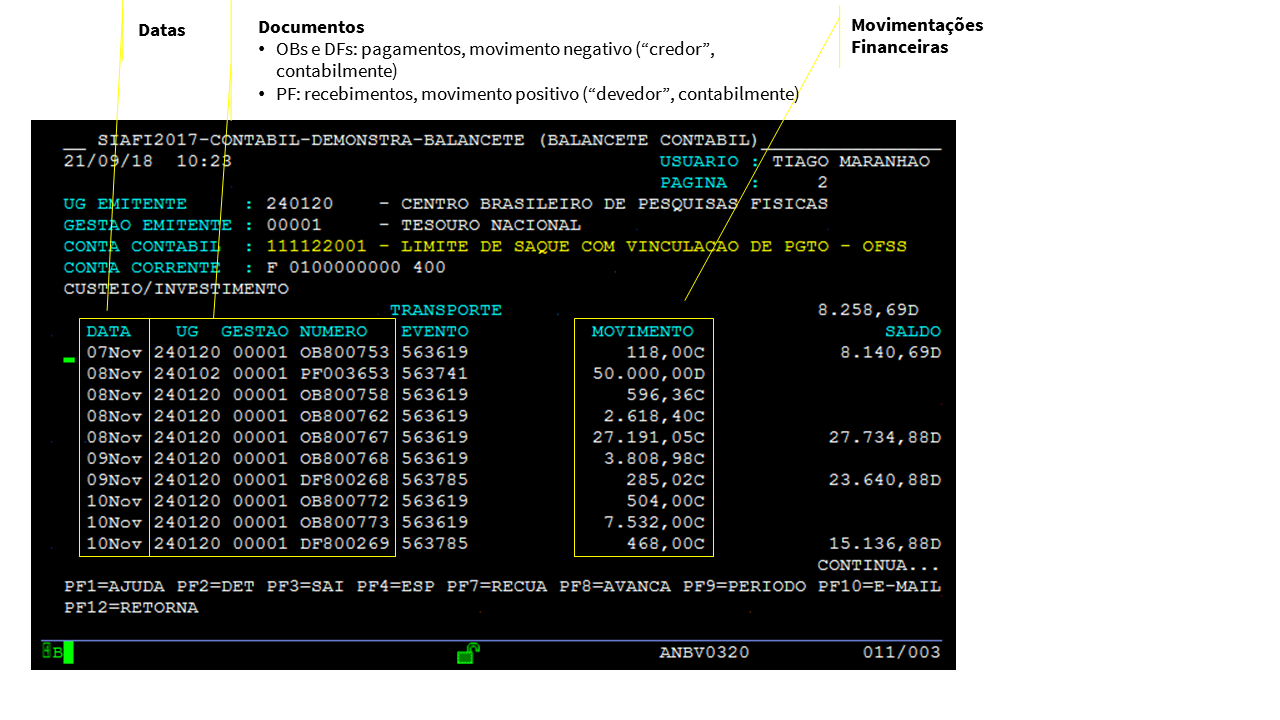 Datas
Documentos
• OBs e DFs: pagamentos, movimento negativo (“credor”,
contabilmente)
• PF: recebimentos, movimento positivo (“devedor”, contabilmente)
Movimentações
Financeiras
__ SIAFI2017-CONTABIL-DEMONSTRA-BALANCETE (BALANCETE CONTABIL)________________
21/09/18 10:23 USUARIO : TIAGO MARANHAO
PAGINA : 2
UG EMITENTE : 240120 - CENTRO BRASILEIRO DE PESQUISAS FISICAS
GESTAO EMITENTE : 00001 - TESOURO NACIONAL
CONTA CONTABIL : 111122001 - LIMITE DE SAQUE COM VINCULACAO DE PGTO - OFSS
CONTA CORRENTE : F 0100000000 400
CUSTEIO/INVESTIMENTO
TRANSPORTE 8.258,69D
DATA UG GESTAO NUMERO EVENTO MOVIMENTO SALDO
07Nov 240120 00001 OB800753 563619 118,00C 8.140,69D
08Nov 240102 00001 PF003653 563741 50.000,00D
08Nov 240120 00001 OB800758 563619 596,36C
08Nov 240120 00001 OB800762 563619 2.618,40C
08Nov 240120 00001 OB800767 563619 27.191,05C 27.734,88D
09Nov 240120 00001 OB800768 563619 3.808,98C
09Nov 240120 00001 DF800268 563785 285,02C 23.640,88D
10Nov 240120 00001 OB800772 563619 504,00C
10Nov 240120 00001 OB800773 563619 7.532,00C
10Nov 240120 00001 DF800269 563785 468,00C 15.136,88D
CONTINUA...
PF1=AJUDA PF2=DET PF3=SAI PF4=ESP PF7=RECUA PF8=AVANCA PF9=PERIODO PF10=E-MAIL
PF12=RETORNA
B ANBV0320 011/003